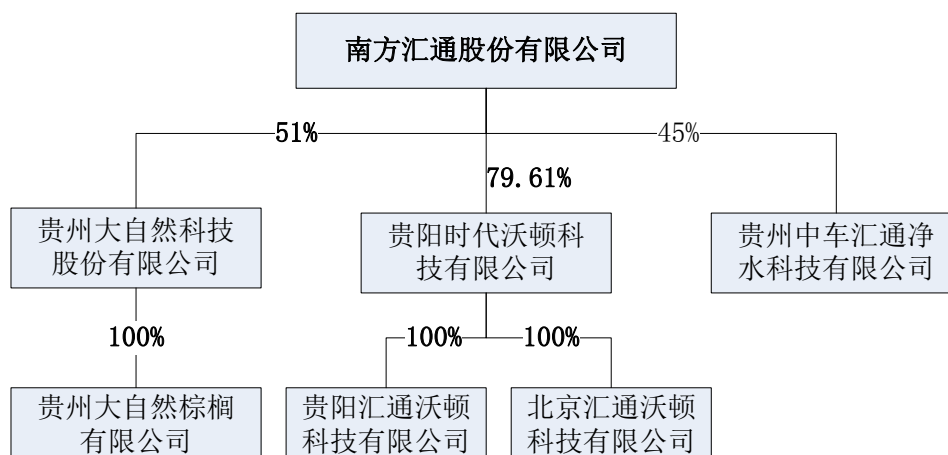 南方汇通股份有限公司
51%
45%
79.61%
贵州大自然科技
股份有限公司
贵阳时代沃顿科
技有限公司
贵州中车汇通净
水科技有限公司
100%
100%
100%
贵州大自然棕榈
有限公司
贵阳汇通沃顿
科技有限公司
北京汇通沃顿
科技有限公司